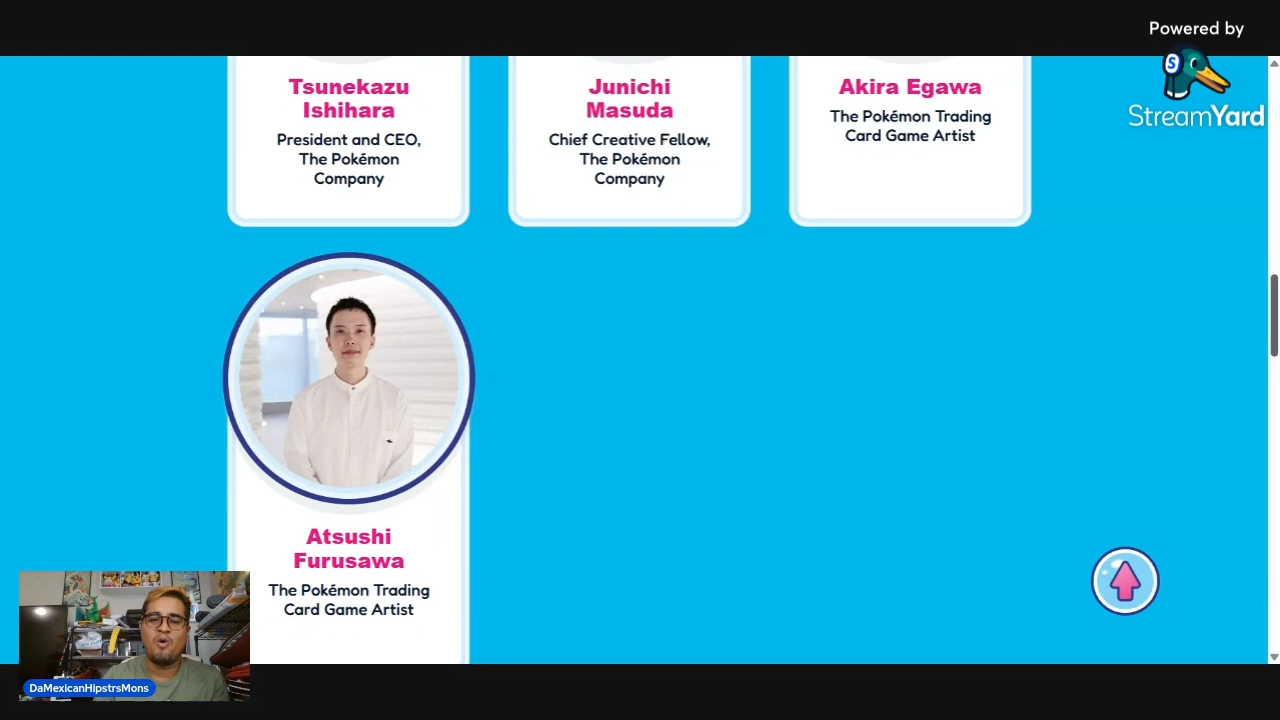 Powered by
StreamYard
Tsunekazu
Ishihara
President and CEO,
The Pokémon
Company
Junichi
Masuda
Chief Creative Fellow,
The Pokémon
Company
Akira Egawa
The Pokémon Trading
Card Game Artist
Atsushi
Furusawa
The Pokémon Trading
Card Game Artist
DaMexicanHipstrsMons